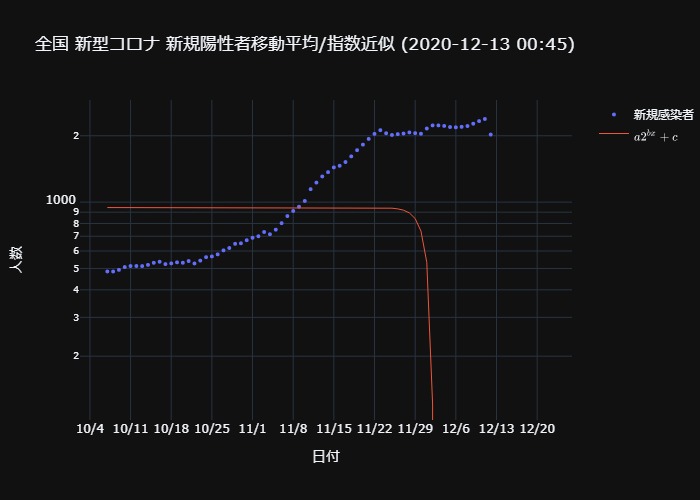 全国 新型コロナ 新規陽性者移動平均/指数近似 (2020-12-13 00:45)
新規感染者
a2^{bx} + c
2
1000
9
8
7
6
5
4
3
2
人数
10/4 10/11 10/18 10/25 11/1 11/8 11/15 11/22 11/29 12/6 12/13 12/20
日付